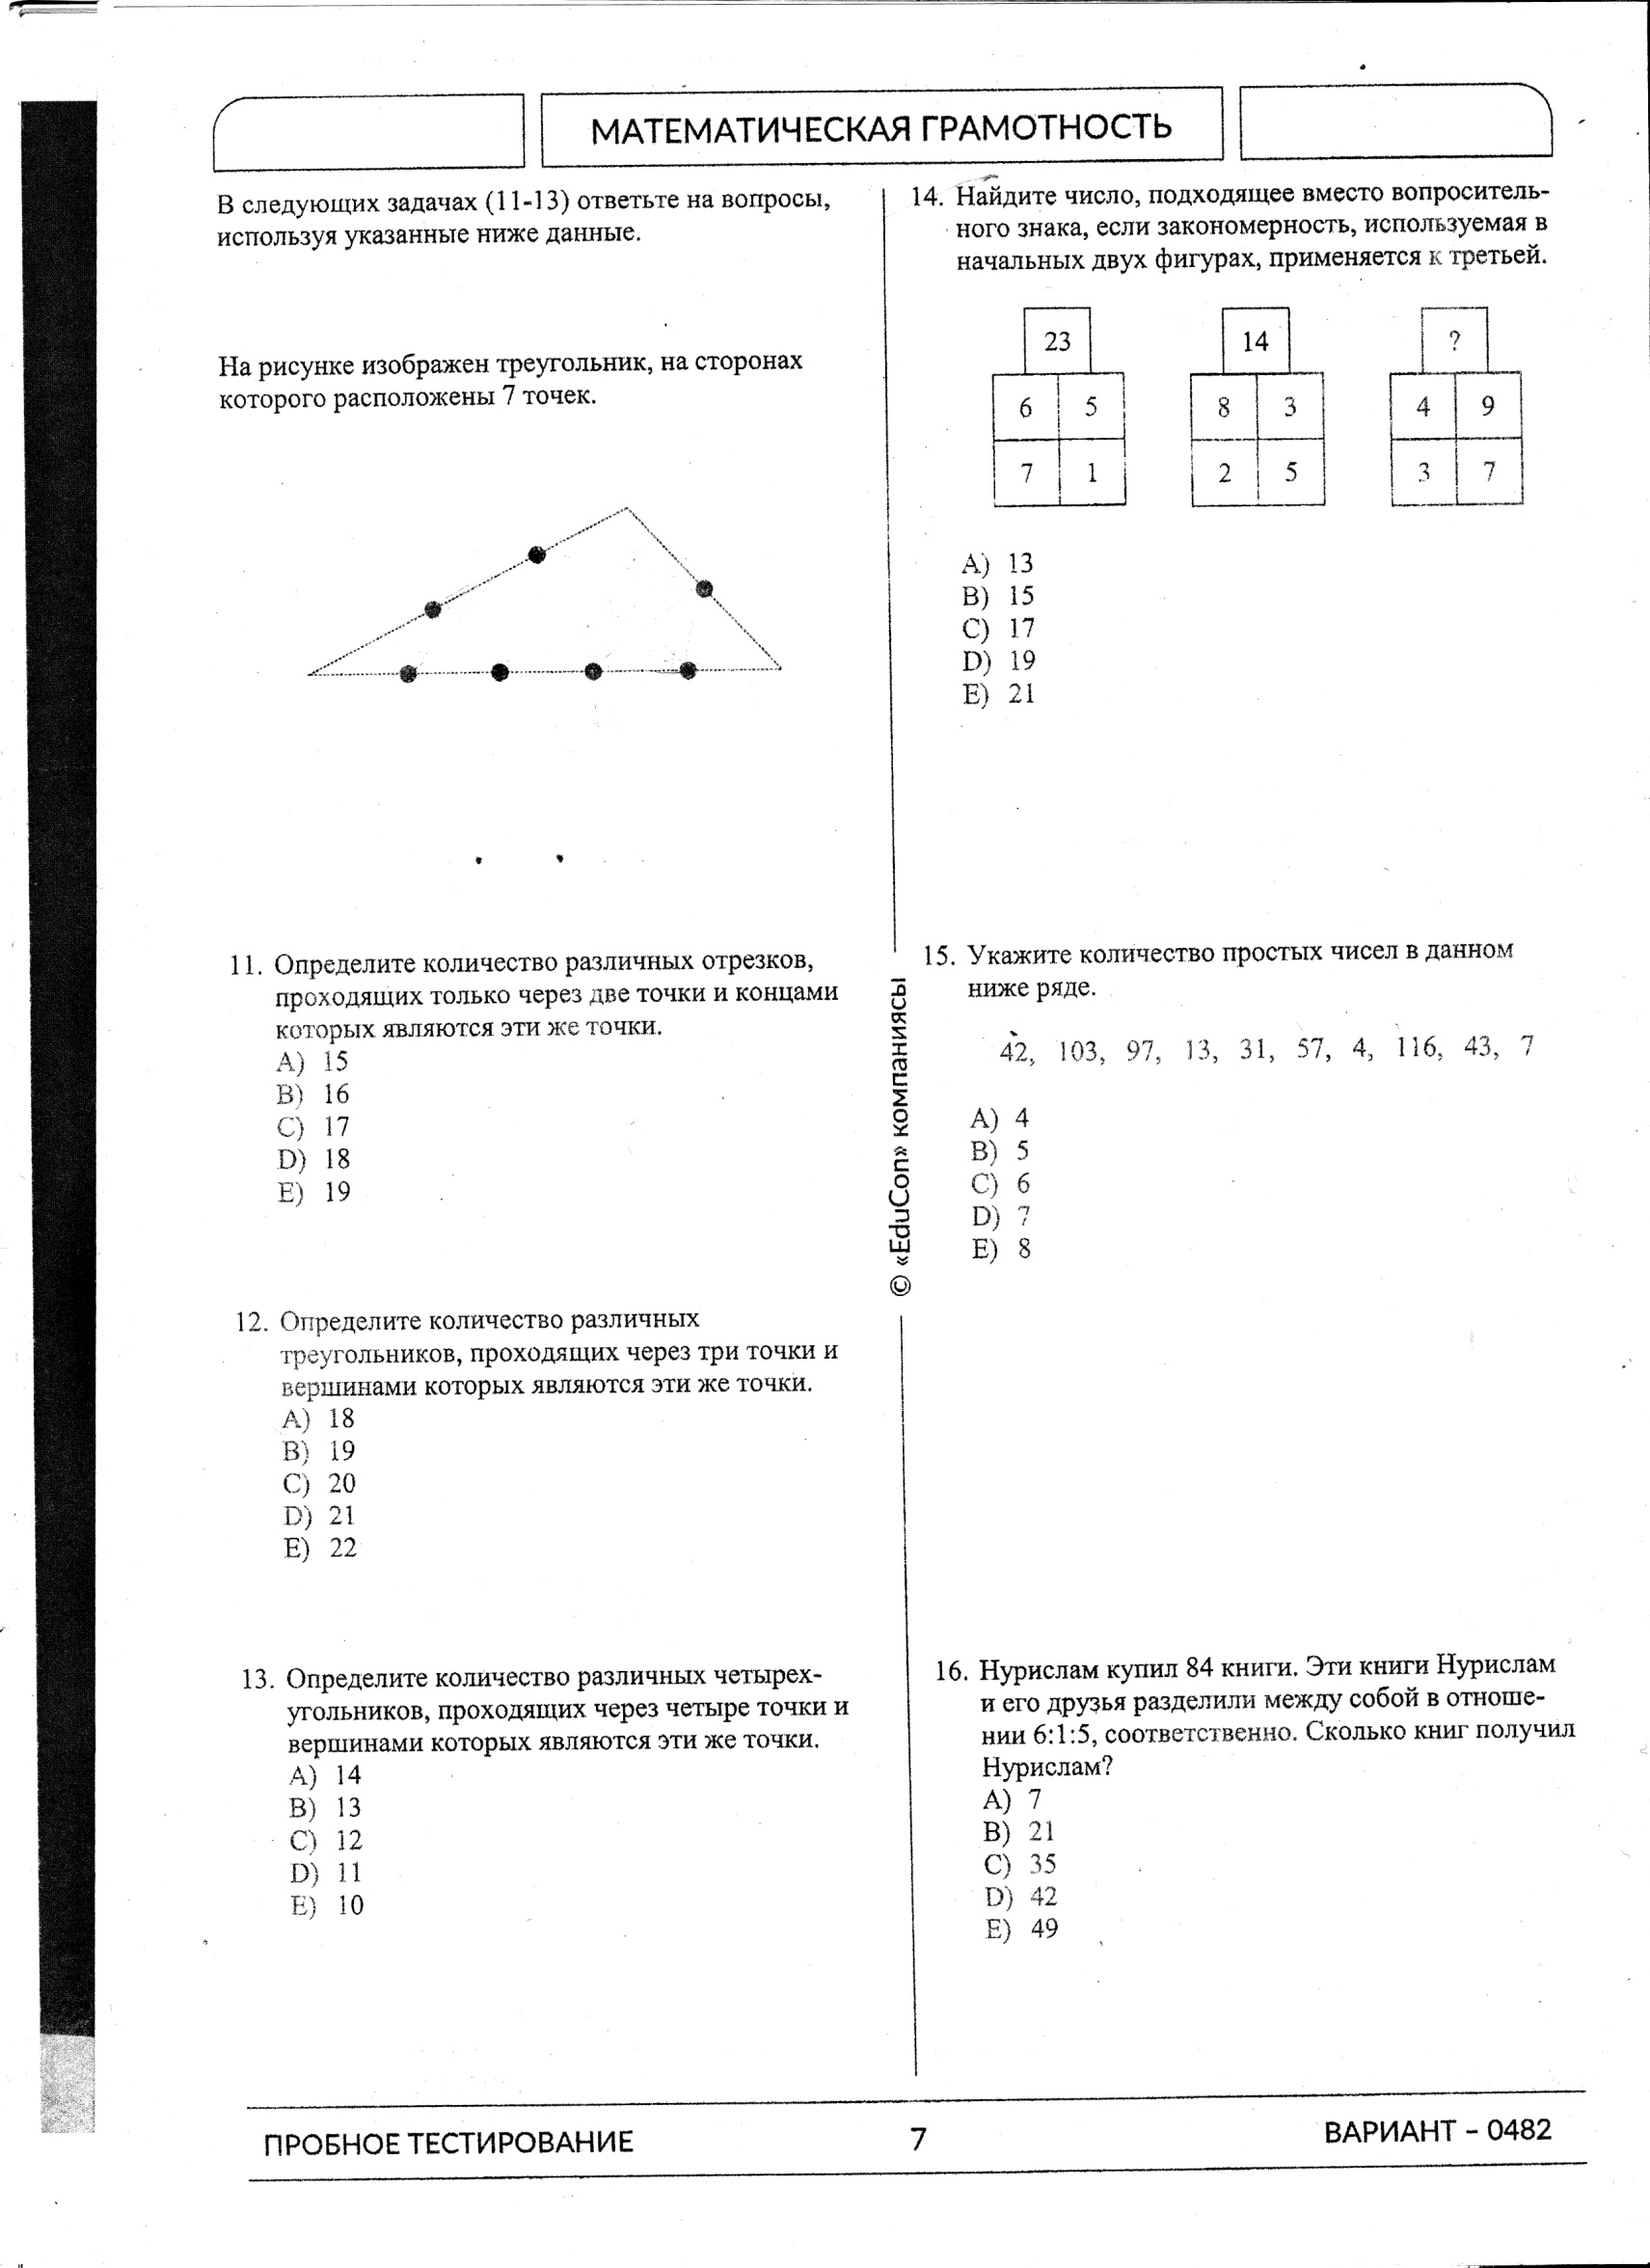 МАТЕМАТИЧЕСКАЯ ГРАМОТНОСТЬ
В следующих задачах (11-13) ответьте на вопросы,
используя указанные ниже данные.
На рисунке изображен треугольник, на сторонах
которого расположены 7 точек.
11. Определите количество различных отрезков,
проходящих только через две точки и концами
которых являются эти же точки.
A) 15
B) 16
C) 17
D) 18
E) 19
12. Определите количество различных
треугольников, проходящих через три точки и
вершинами которых являются эти же точки.
A) 18
B) 19
C) 20
D) 21
E) 22
13. Определите количество различных четырех-
угольников, проходящих через четыре точки и
вершинами которых являются эти же точки.
A) 14
B) 13
C) 12
D) 11
E) 10
© «EduCon» компаниясы
14. Найдите число, подходящее вместо вопроситель-
ного знака, если закономерность, используемая в
начальных двух фигурах, применяется к третьей.
23 14 ?
6 5 8 3 4 9
7 1 2 5 3 7
A) 13
B) 15
C) 17
D) 19
E) 21
15. Укажите количество простых чисел в данном
ниже ряде.
42, 103, 97, 13, 31, 57, 4, 116, 43, 7
A) 4
B) 5
C) 6
D) 7
E) 8
16. Нурислам купил 84 книги. Эти книги Нурислам
и его друзья разделили между собой в отноше-
нии 6:1:5, соответственно. Сколько книг получил
Нурислам?
A) 7
B) 21
C) 35
D) 42
E) 49
ПРОБНОЕ ТЕСТИРОВАНИЕ 7 ВАРИАНТ – 0482